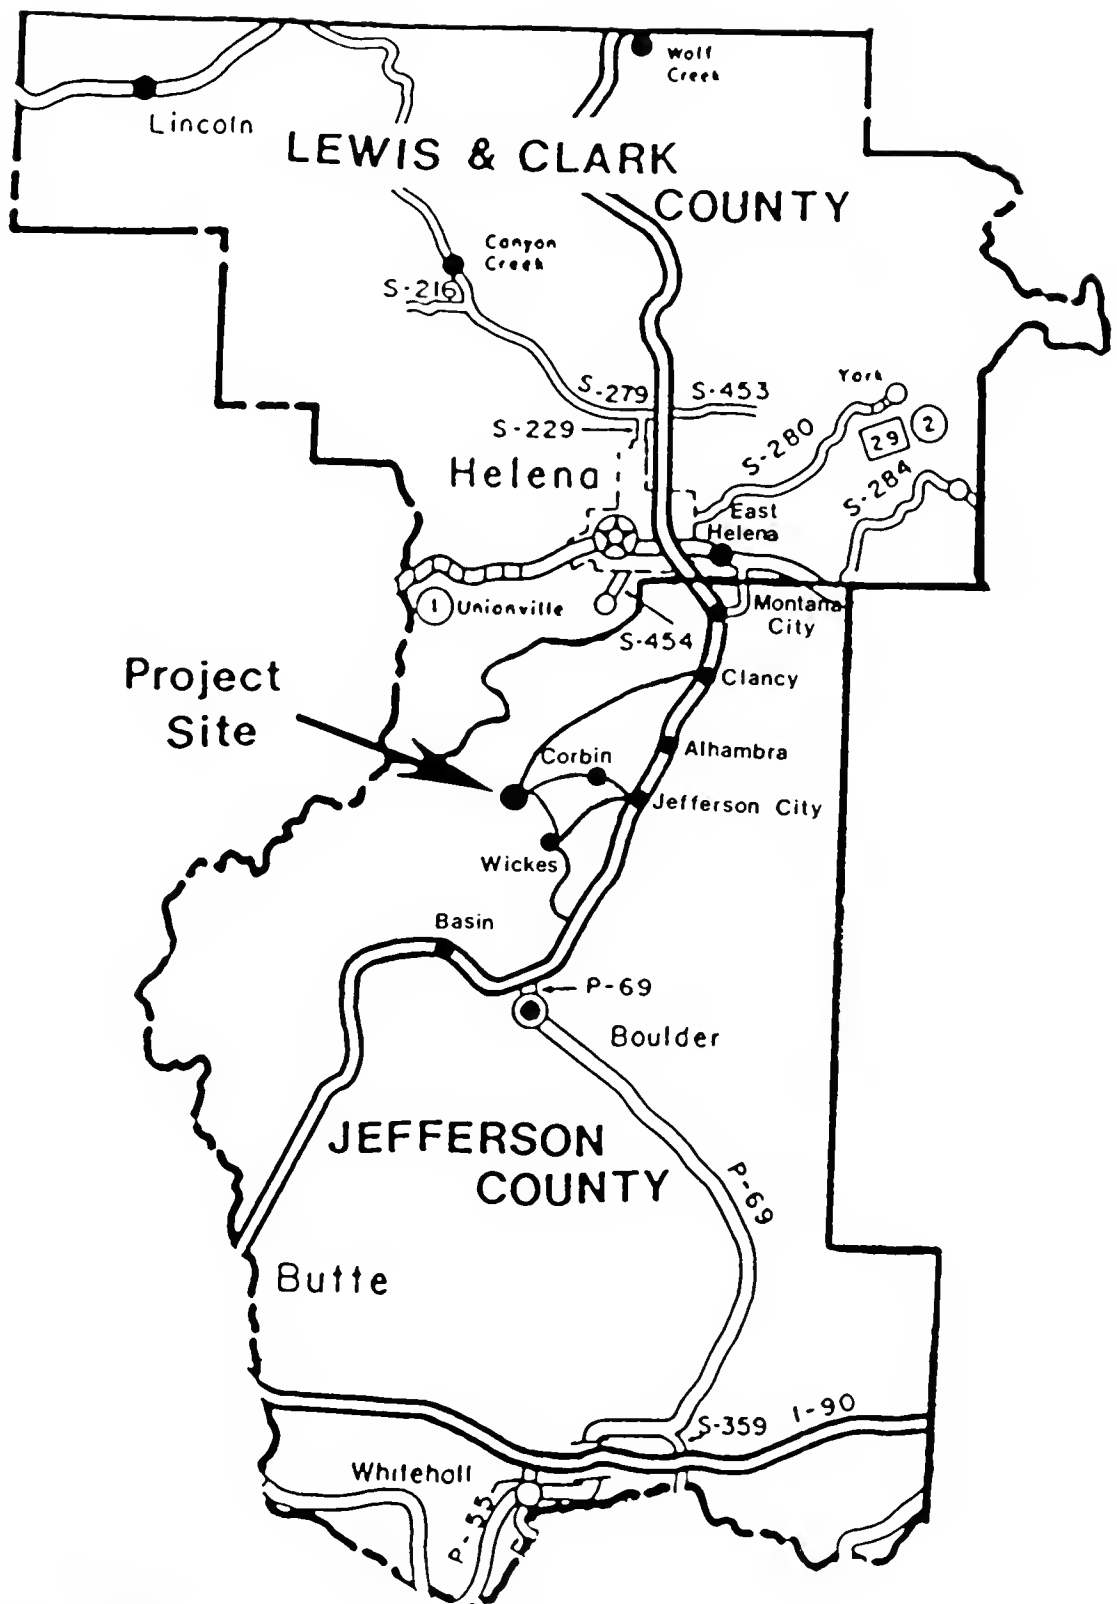 Wolf
Creek
Lincoln
LEWIS & CLARK
COUNTY
Canyon
Creek
S-216
S-279
S-453
York
S-229
S-280
29
2
Helena
S-284
East
Helena
1
Unionville
Montana
City
S-454
Project
Site
Clancy
Alhambra
Corbin
Jefferson City
Wickes
Basin
P-69
Boulder
JEFFERSON
COUNTY
P-69
Butte
S-359
I-90
Whitehall
P-55